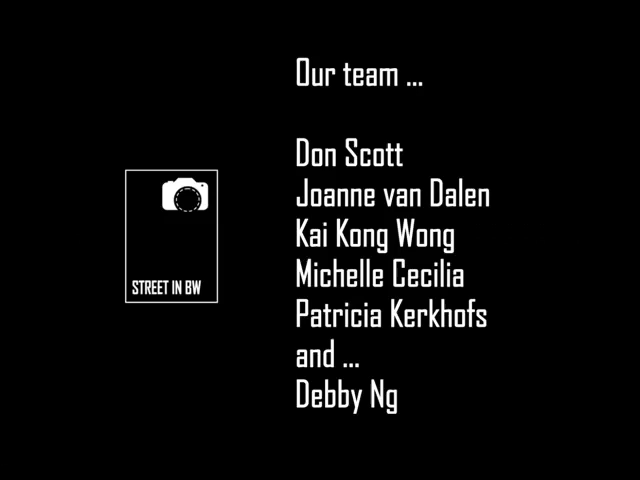 Our team ...
Don Scott
Joanne van Dalen
Kai Kong Wong
Michelle Cecilia
Patricia Kerkhofs
and ...
Debby Ng
STREET IN BW